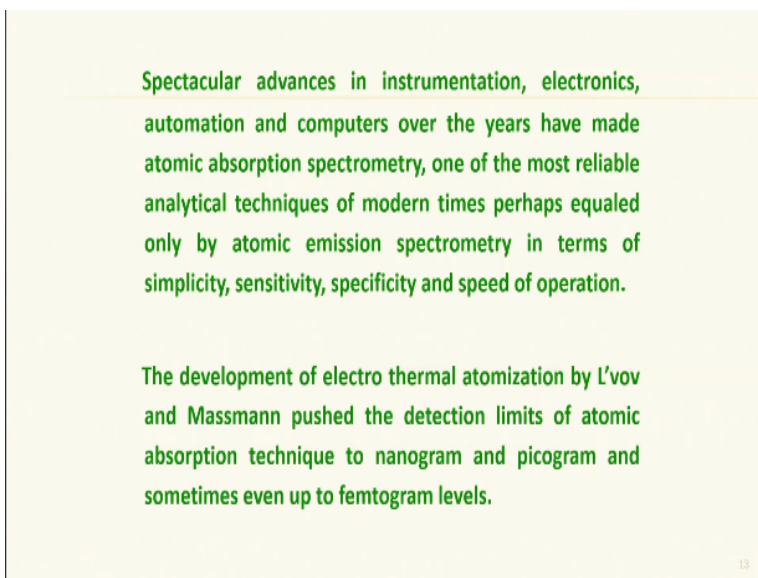 Spectacular advances in instrumentation, electronics,
automation and computers over the years have made
atomic absorption spectrometry, one of the most reliable
analytical techniques of modern times perhaps equaled
only by atomic emission spectrometry in terms of
simplicity, sensitivity, specificity and speed of operation.
The development of electro thermal atomization by L’vov
and Massmann pushed the detection limits of atomic
absorption technique to nanogram and picogram and
sometimes even up to femtogram levels.
13